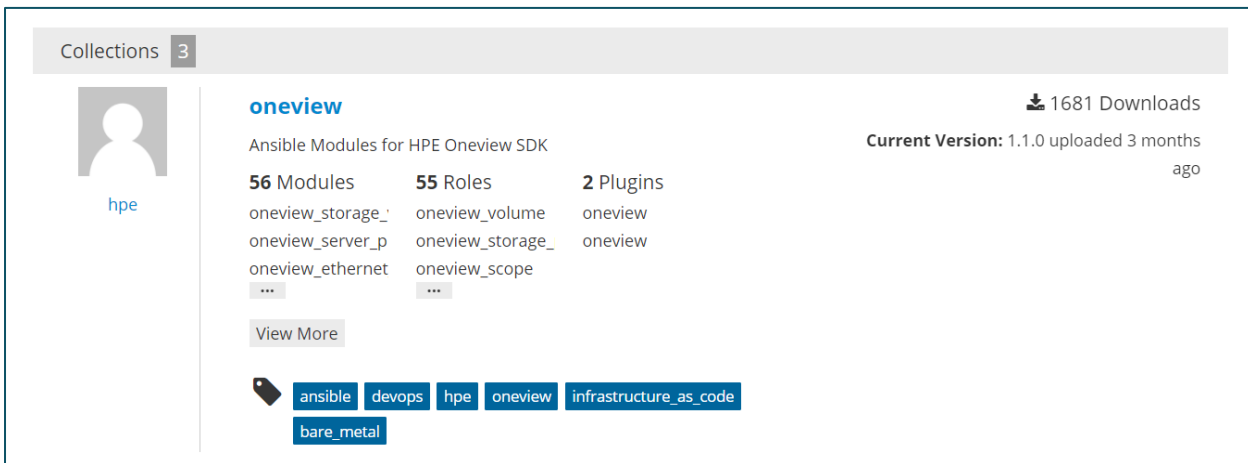 Collections 3
oneview
1681 Downloads
Ansible Modules for HPE Oneview SDK
Current Version: 1.1.0 uploaded 3 months
ago
hpe
56 Modules 55 Roles 2 Plugins
oneview_storage_ oneview_volume oneview
oneview_server_p oneview_storage_ oneview
oneview_ethernet oneview_scope
... ...
View More
ansible devops hpe oneview infrastructure_as_code
bare_metal